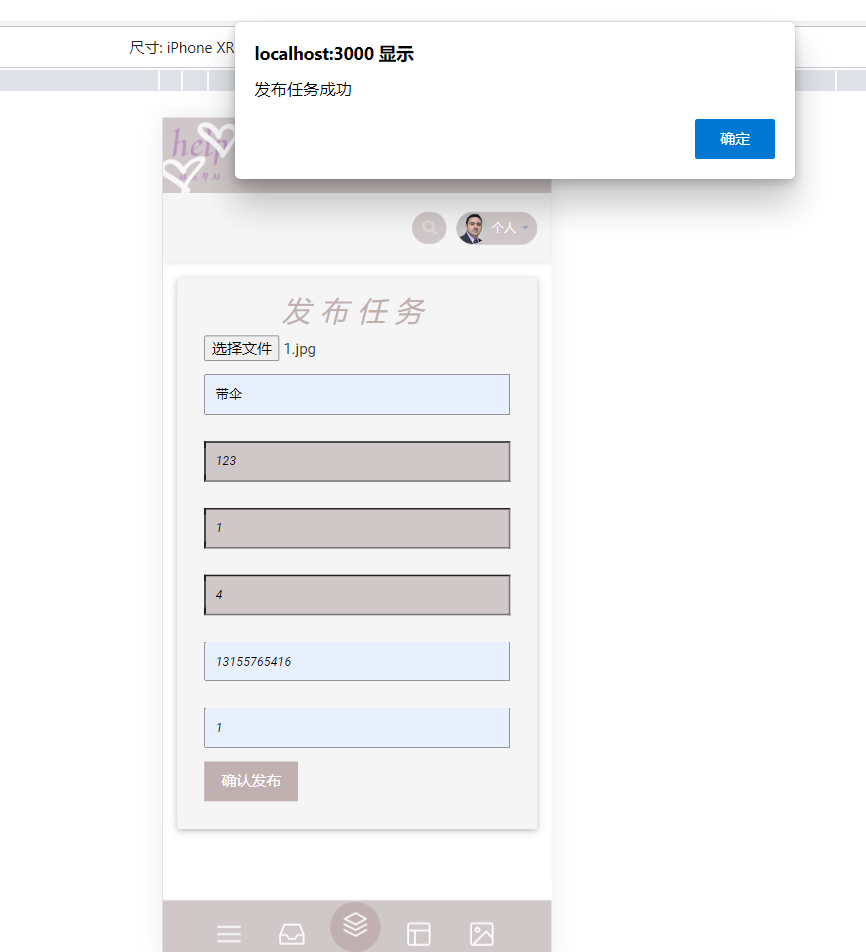 尺寸: iPhone XR
localhost:3000 显示
发布任务成功
确定
help
个人
发布任务
选择文件 1.jpg
带伞
123
1
4
13155765416
1
确认发布